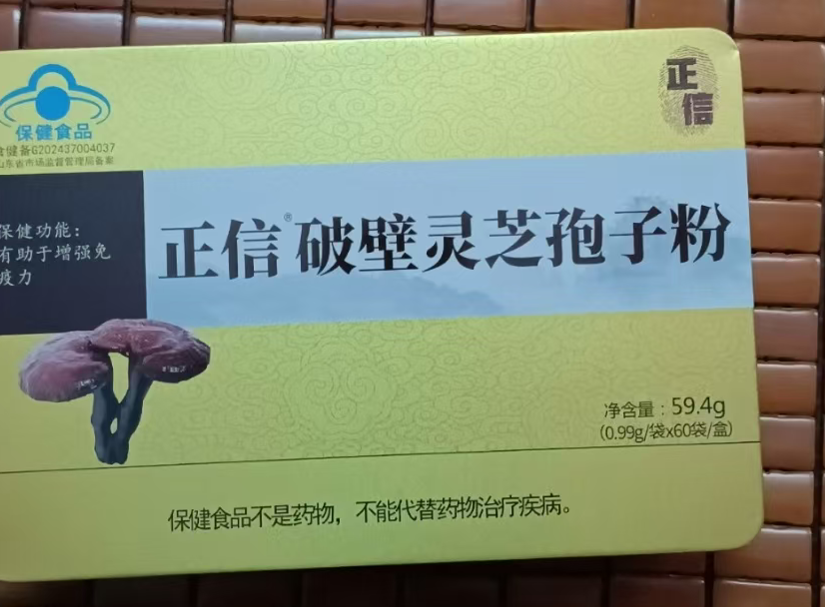 正信
保健食品
食健备G202437004037
山东省市场监督管理局备案
保健功能：
有助于增强免
疫力
正信®破壁灵芝孢子粉
净含量：59.4g
(0.99g/袋x60袋/盒)
保健食品不是药物，不能代替药物治疗疾病。